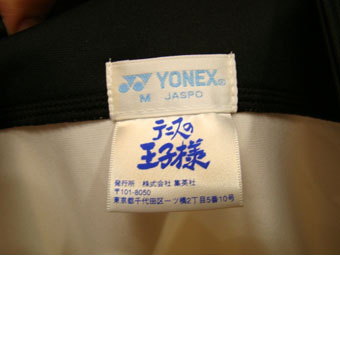 YONEX®
M JASPO
テニスの
王子様
発行所 株式会社 集英社
〒101-8050
東京都千代田区一ツ橋2丁目5番10号